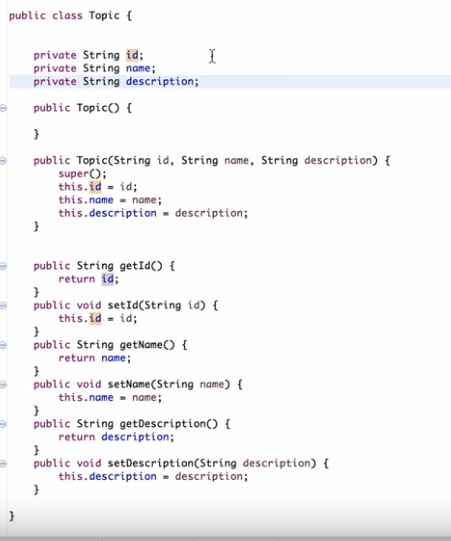 public class Topic {
private String id;
private String name;
private String description;
public Topic() {
}
public Topic(String id, String name, String description) {
super();
this.id = id;
this.name = name;
this.description = description;
}
public String getId() {
return id;
}
public void setId(String id) {
this.id = id;
}
public String getName() {
return name;
}
public void setName(String name) {
this.name = name;
}
public String getDescription() {
return description;
}
public void setDescription(String description) {
this.description = description;
}
}